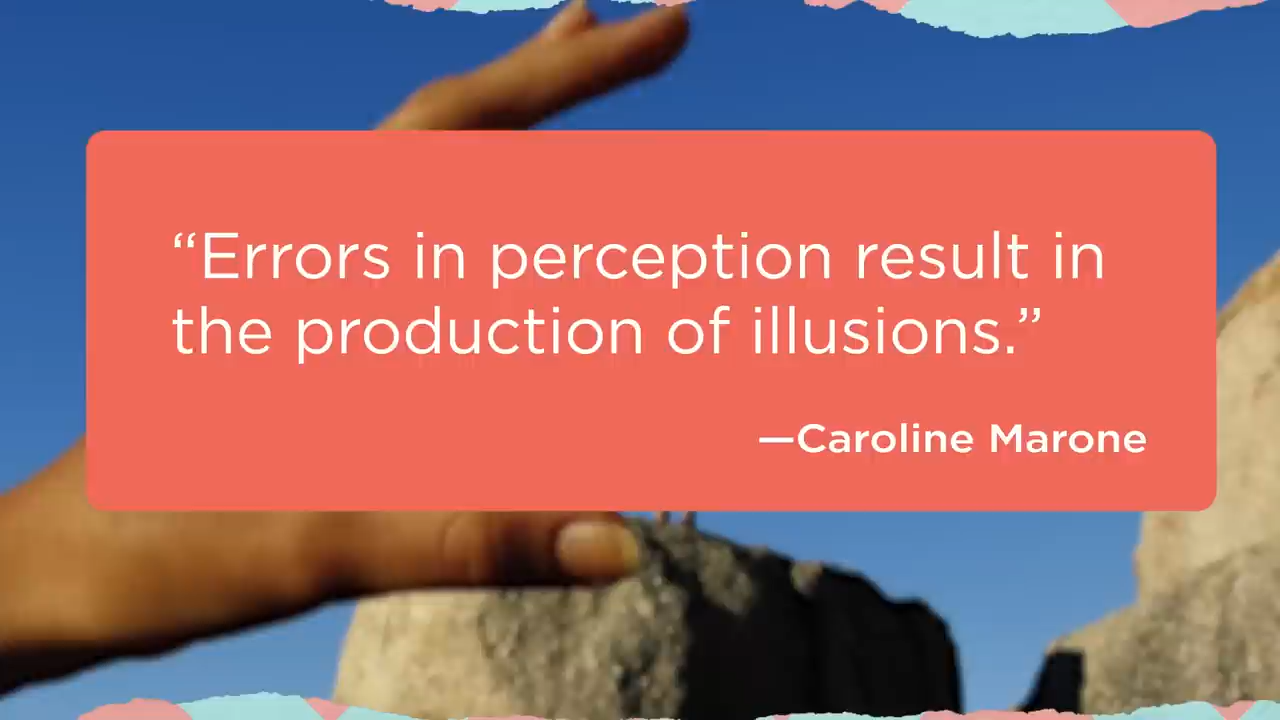 “Errors in perception result in
the production of illusions.”
—Caroline Marone